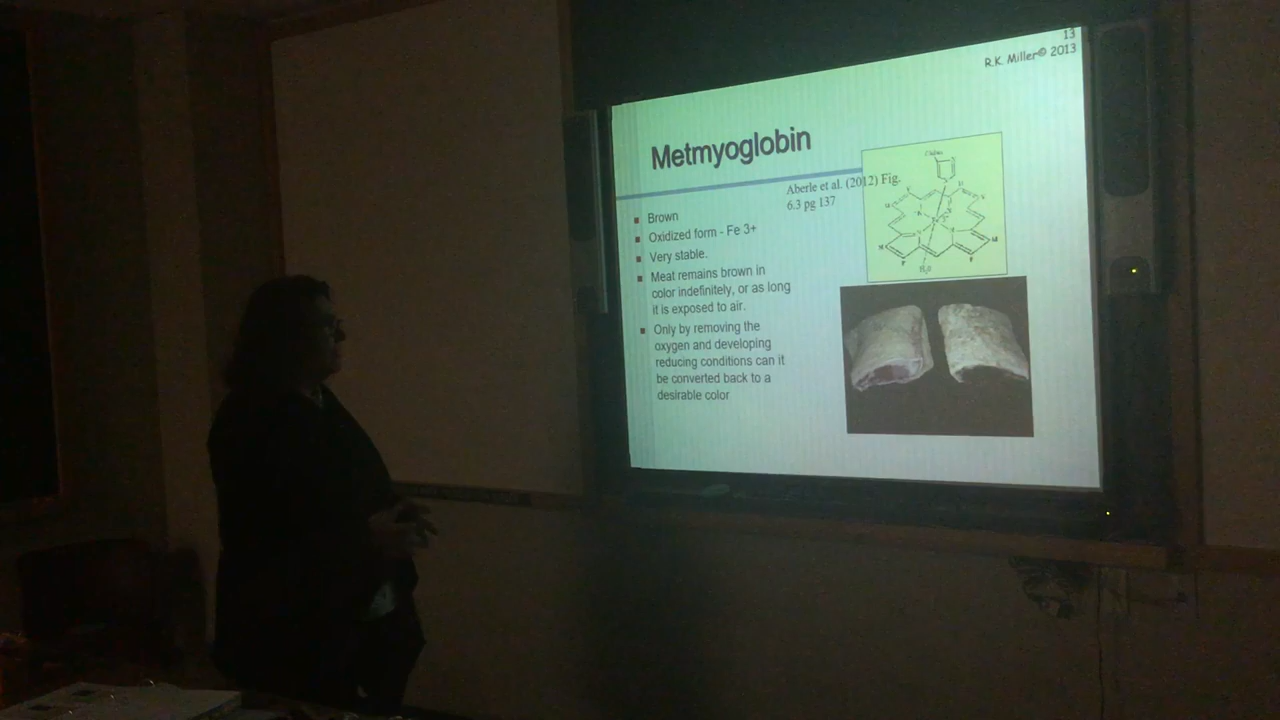 13
R.K. Miller© 2013
Metmyoglobin
Aberle et al. (2012) Fig.
6.3 pg 137
Brown
Oxidized form - Fe 3+
Very stable.
Meat remains brown in
color indefinitely, or as long
it is exposed to air.
Only by removing the
oxygen and developing
reducing conditions can it
be converted back to a
desirable color